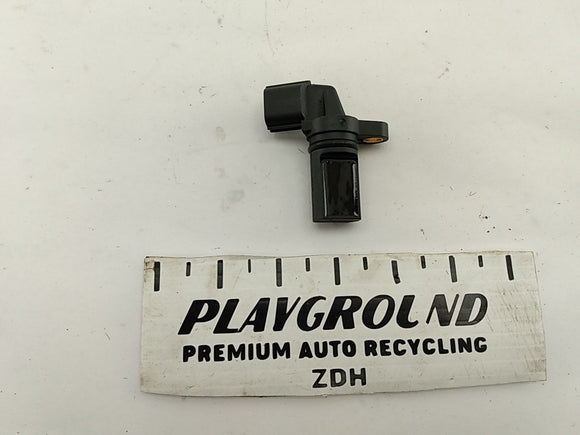 PLAYGROUND
PREMIUM AUTO RECYCLING
ZDH